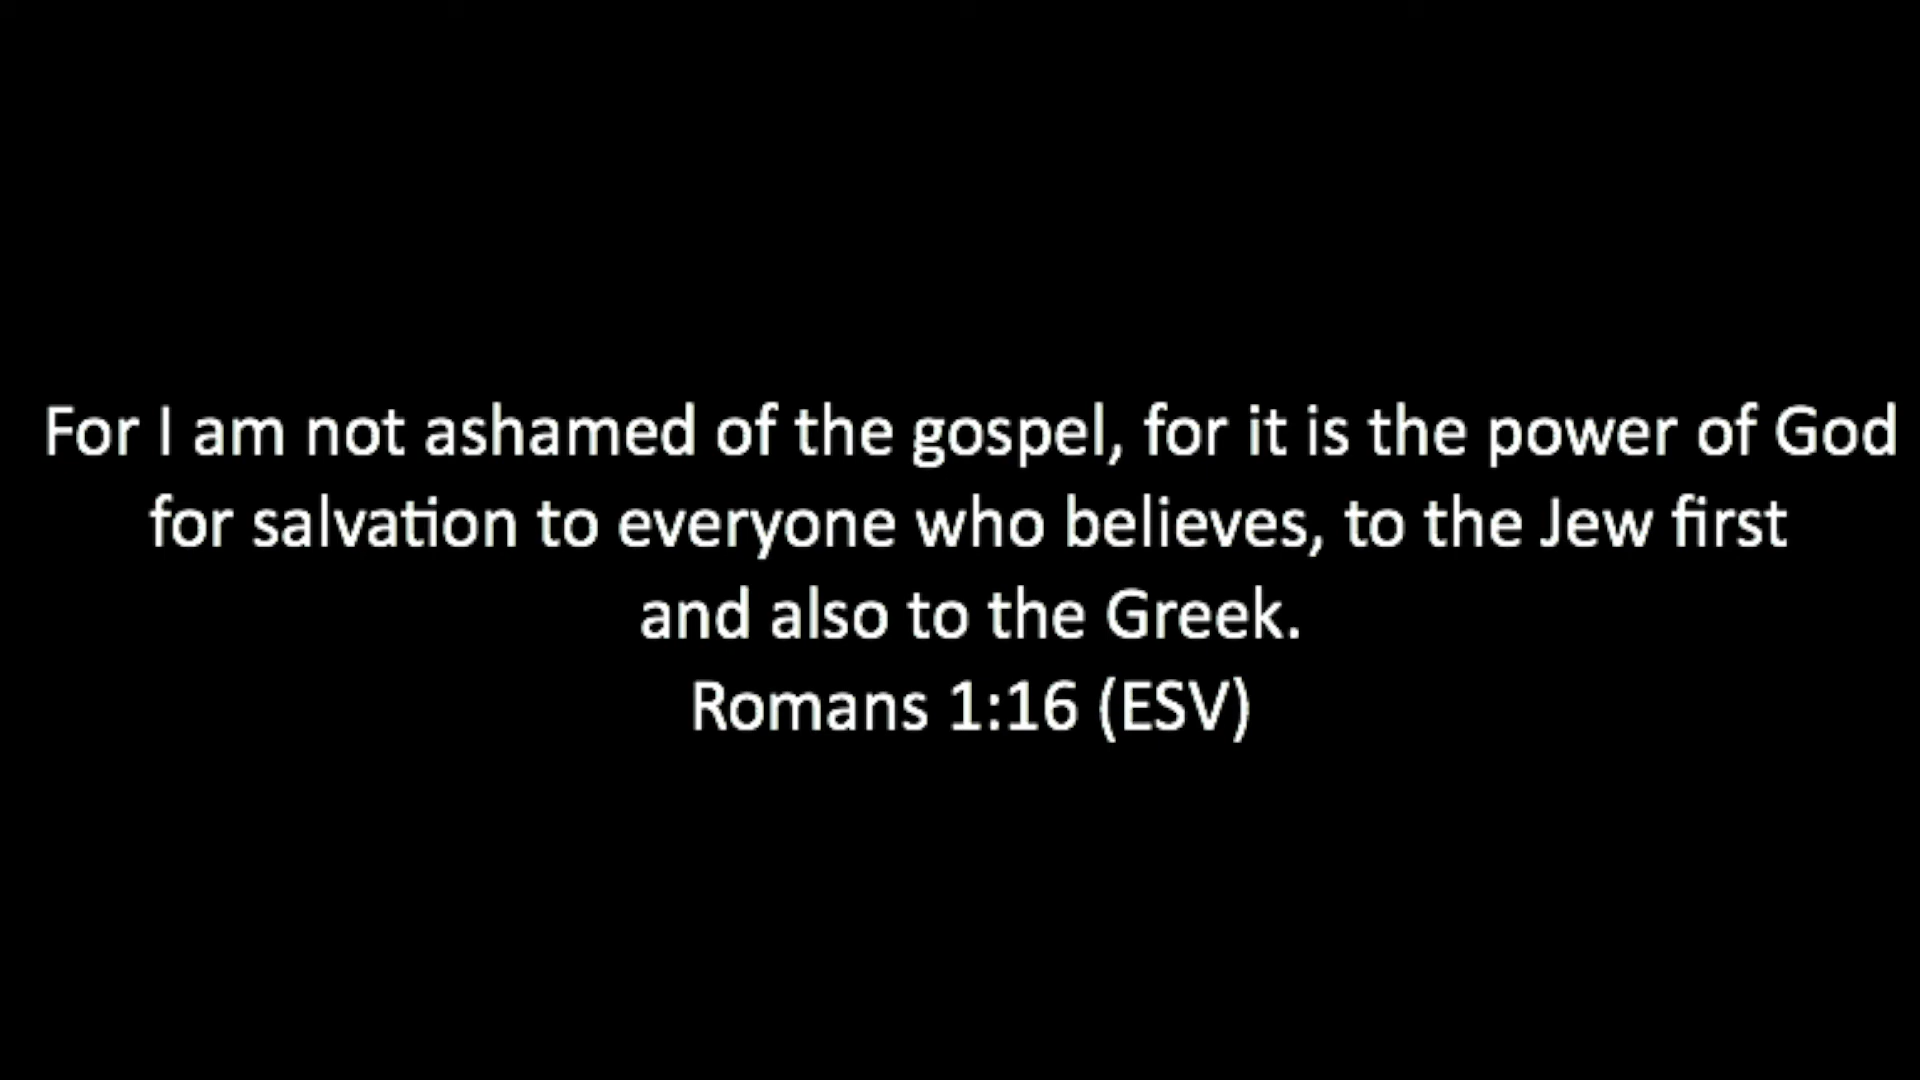 For I am not ashamed of the gospel, for it is the power of God
for salvation to everyone who believes, to the Jew first
and also to the Greek.
Romans 1:16 (ESV)